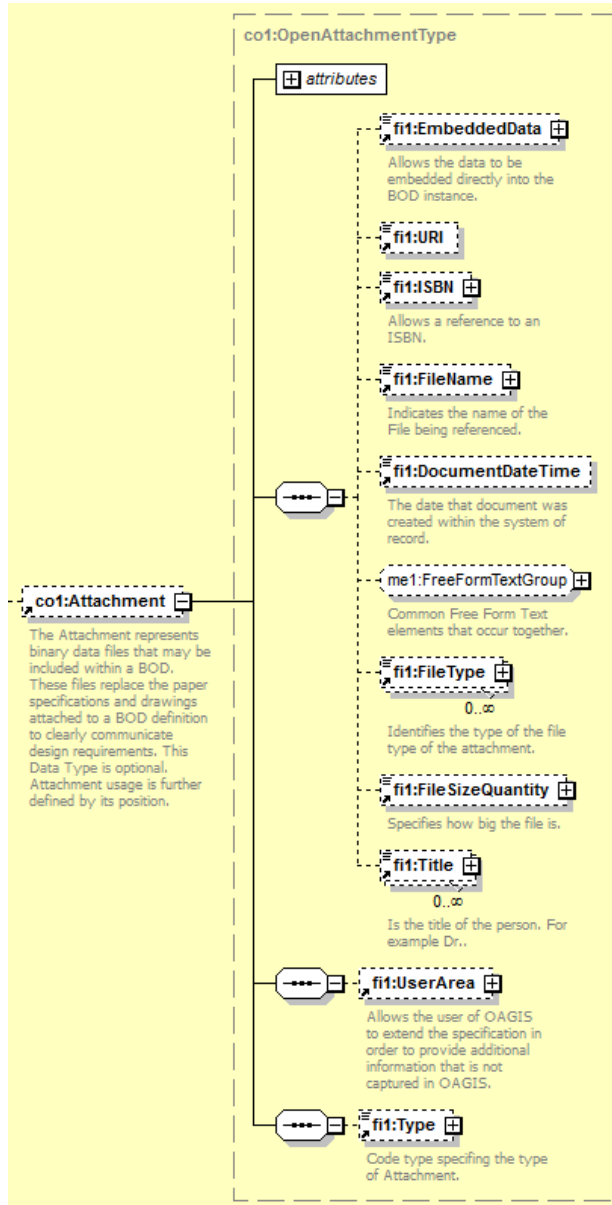 co1:OpenAttachmentType
attributes
fi1:EmbeddedData
Allows the data to be
embedded directly into the
BOD instance.
fi1:URI
fi1:ISBN
Allows a reference to an
ISBN.
fi1:FileName
Indicates the name of the
File being referenced.
fi1:DocumentDateTime
The date that document was
created within the system of
record.
me1:FreeFormTextGroup
Common Free Form Text
elements that occur together.
co1:Attachment
The Attachment represents
binary data files that may be
included within a BOD.
These files replace the paper
specifications and drawings
attached to a BOD definition
to clearly communicate
design requirements. This
Data Type is optional.
Attachment usage is further
defined by its position.
fi1:FileType
0..∞
Identifies the type of the file
type of the attachment.
fi1:FileSizeQuantity
Specifies how big the file is.
fi1:Title
0..∞
Is the title of the person. For
example Dr..
fi1:UserArea
Allows the user of OAGIS
to extend the specification in
order to provide additional
information that is not
captured in OAGIS.
fi1:Type
Code type specifing the type
of Attachment.